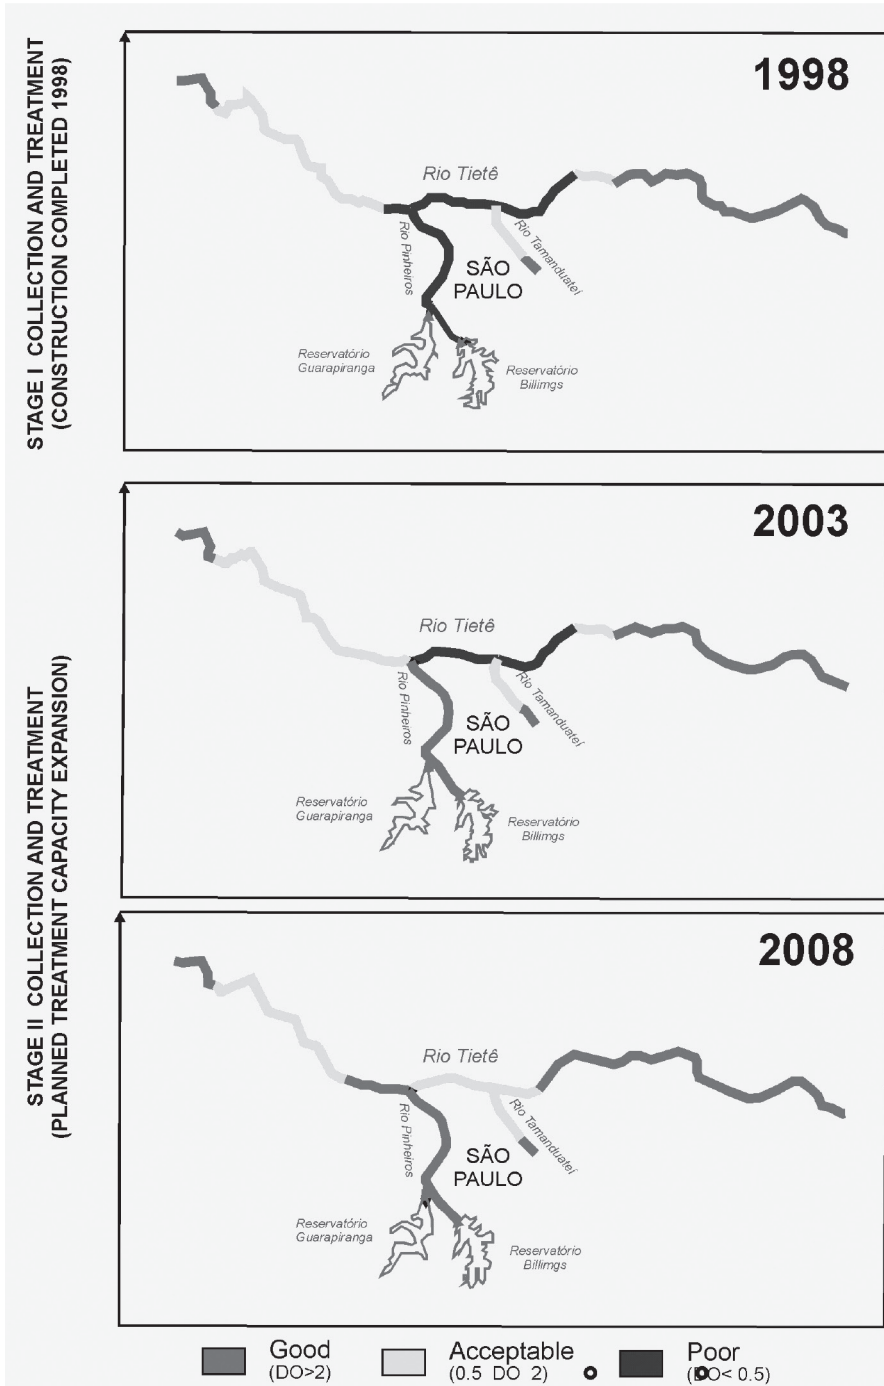 STAGE I COLLECTION AND TREATMENT
(CONSTRUCTION COMPLETED 1998)
1998
Rio Tietê
Rio Pinheiros
Rio Tamanduateí
SÃO
PAULO
Reservatório
Guarapiranga
Reservatório
Billimgs
STAGE II COLLECTION AND TREATMENT
(PLANNED TREATMENT CAPACITY EXPANSION)
2003
Rio Tietê
Rio Pinheiros
Rio Tamanduateí
SÃO
PAULO
Reservatório
Guarapiranga
Reservatório
Billimgs
2008
Rio Tietê
Rio Pinheiros
Rio Tamanduateí
SÃO
PAULO
Reservatório
Guarapiranga
Reservatório
Billimgs
Good
(DO>2)
Acceptable
(0.5 DO 2)
Poor
(DO< 0.5)